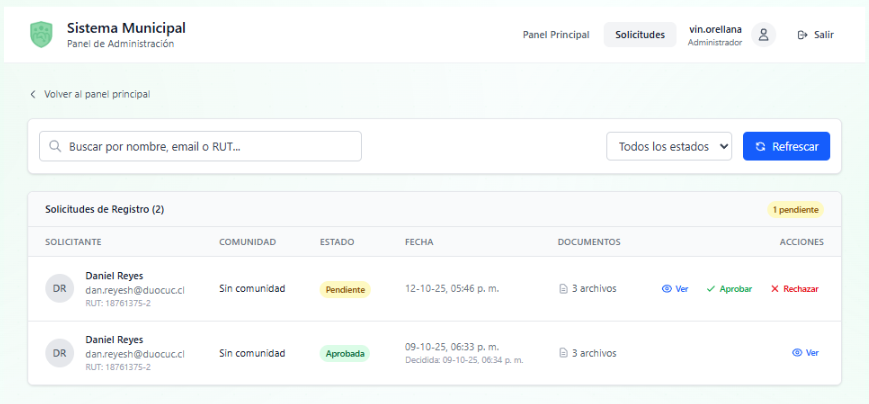 Sistema Municipal
Panel de Administración
Panel Principal
Solicitudes
vin.orellana
Administrador
Salir
Volver al panel principal
Buscar por nombre, email o RUT...
Todos los estados
Refrescar
Solicitudes de Registro (2)
1 pendiente
SOLICITANTE COMUNIDAD ESTADO FECHA DOCUMENTOS ACCIONES
DR
Daniel Reyes
dan.reyesh@duocuc.cl
RUT: 18761375-2
Sin comunidad
Pendiente
12-10-25, 05:46 p. m.
3 archivos
Ver
Aprobar
Rechazar
DR
Daniel Reyes
dan.reyesh@duocuc.cl
RUT: 18761375-2
Sin comunidad
Aprobada
09-10-25, 06:33 p. m.
Decidida: 09-10-25, 06:34 p. m.
3 archivos
Ver